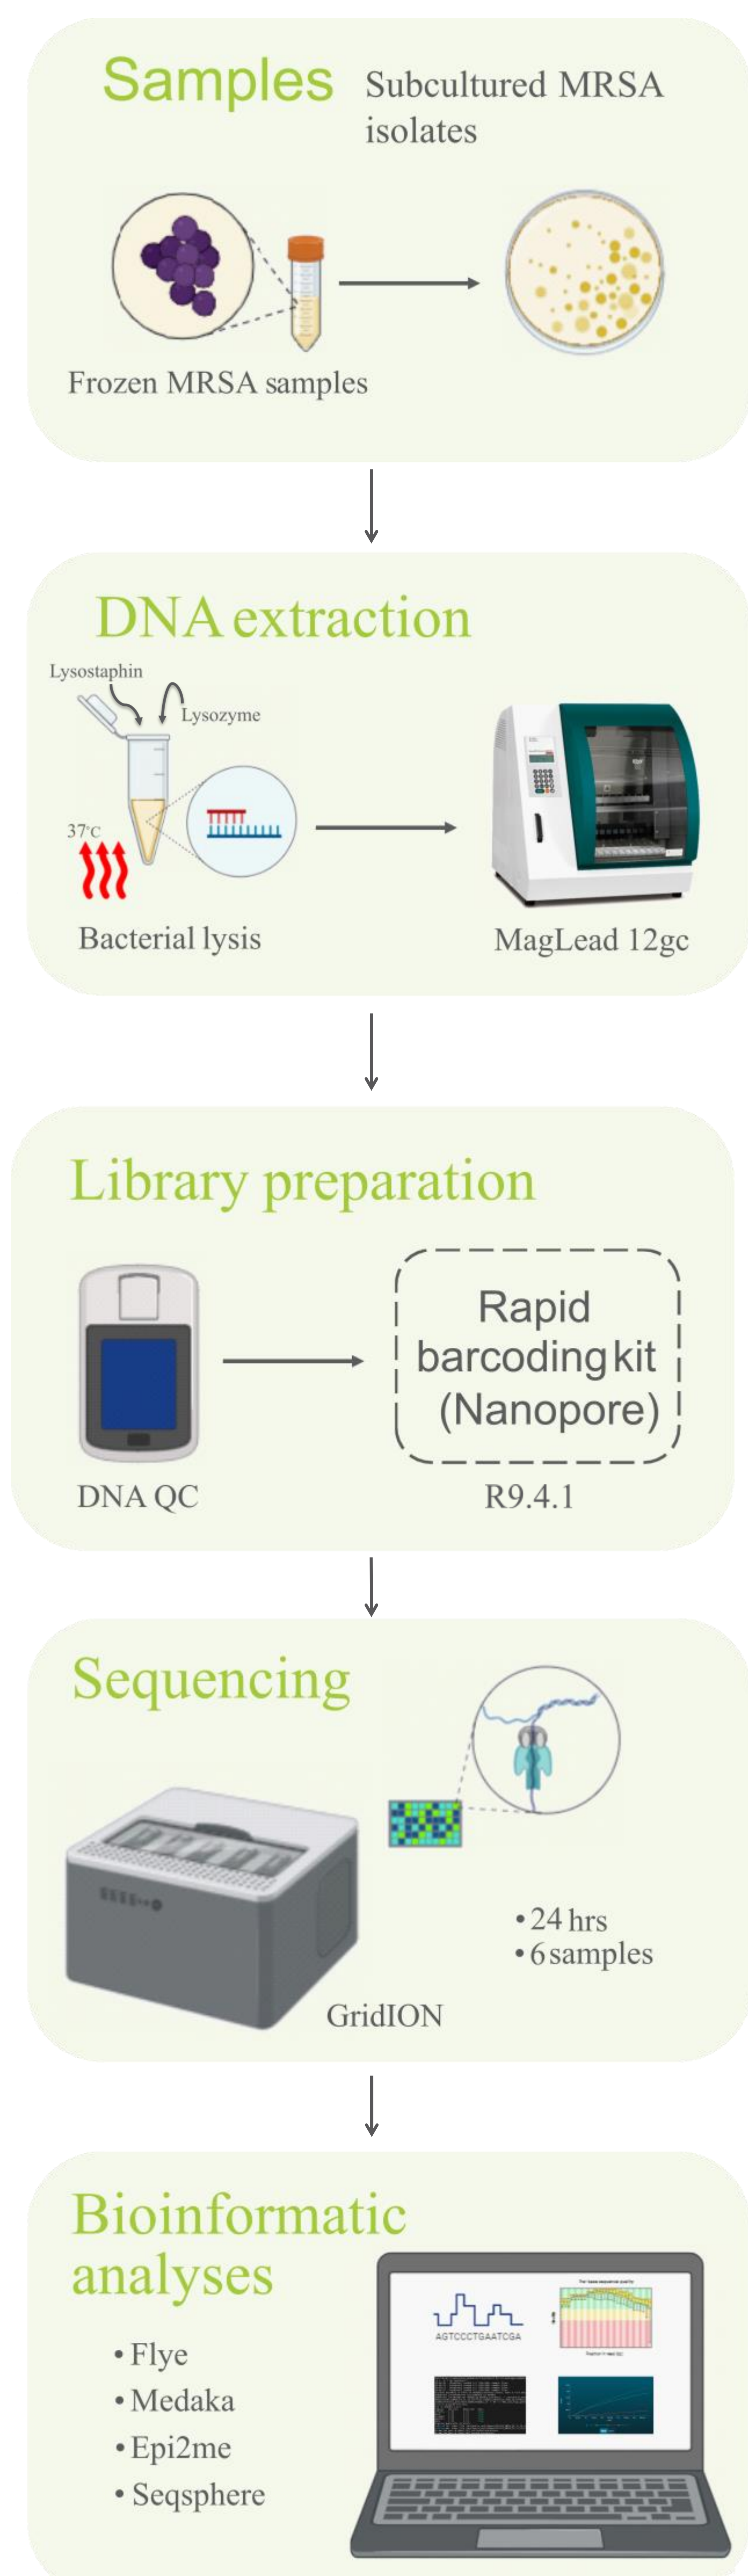 Samples
Subcultured MRSA
isolates
Frozen MRSA samples
DNA extraction
Lysostaphin
Lysozyme
37°C
Bacterial lysis
MagLead 12gc
Library preparation
Rapid
barcoding kit
(Nanopore)
DNA QC
R9.4.1
Sequencing
• 24 hrs
• 6 samples
GridION
Bioinformatic
analyses
• Flye
• Medaka
• Epi2me
• Seqsphere
AGTCCCTGAATCGA